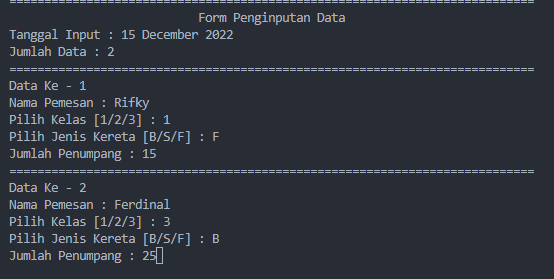 ===========================================================================
Form Penginputan Data
Tanggal Input : 15 December 2022
Jumlah Data : 2
===========================================================================
Data Ke - 1
Nama Pemesan : Rifky
Pilih Kelas [1/2/3] : 1
Pilih Jenis Kereta [B/S/F] : F
Jumlah Penumpang : 15
===========================================================================
Data Ke - 2
Nama Pemesan : Ferdinal
Pilih Kelas [1/2/3] : 3
Pilih Jenis Kereta [B/S/F] : B
Jumlah Penumpang : 25